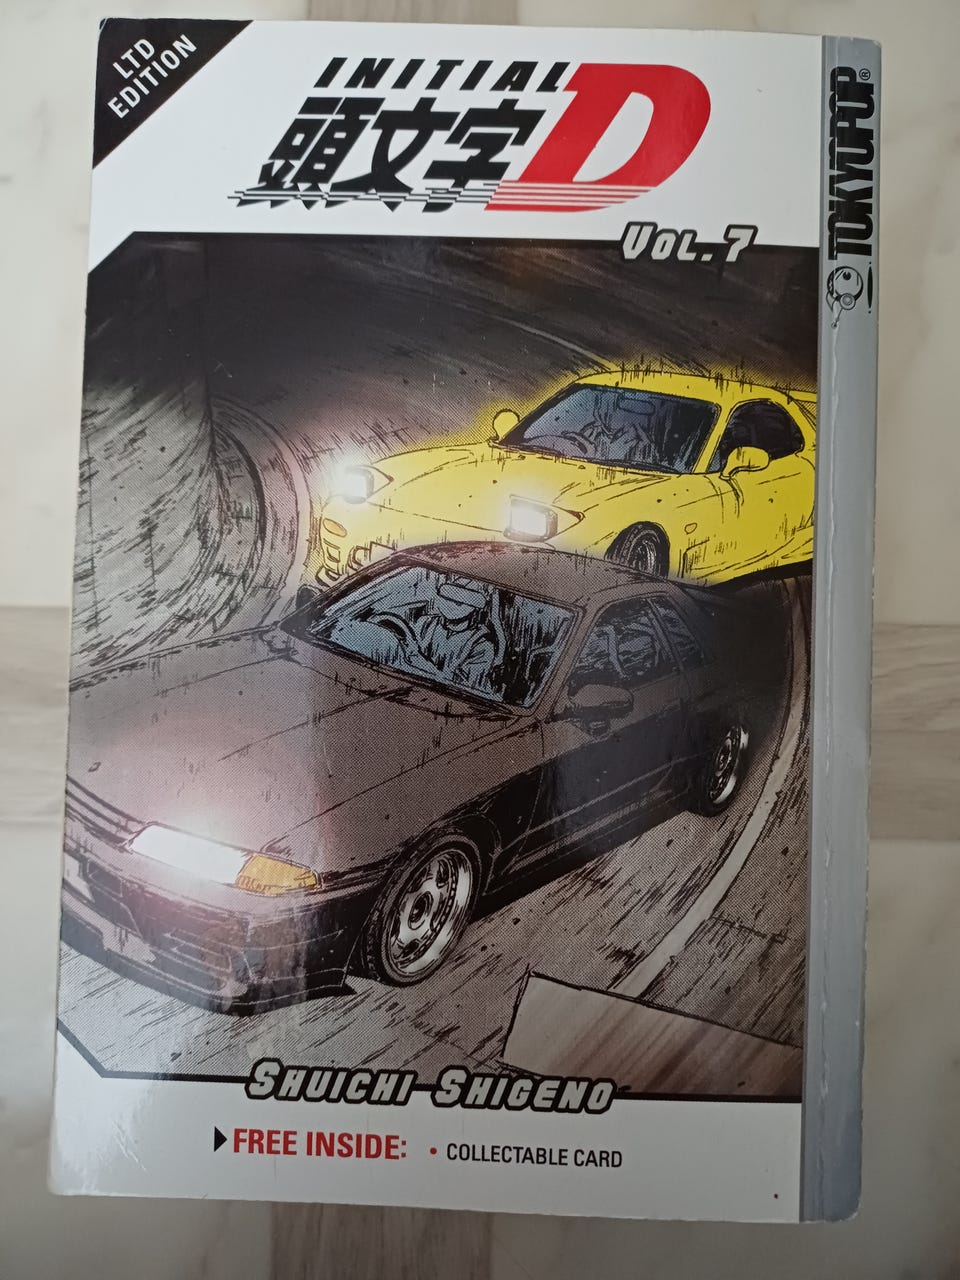 LTD
EDITION
INITIAL
頭文字D
VOL. 7
TOKYOPOP®
SHUICHI SHIGENO
FREE INSIDE: • COLLECTABLE CARD